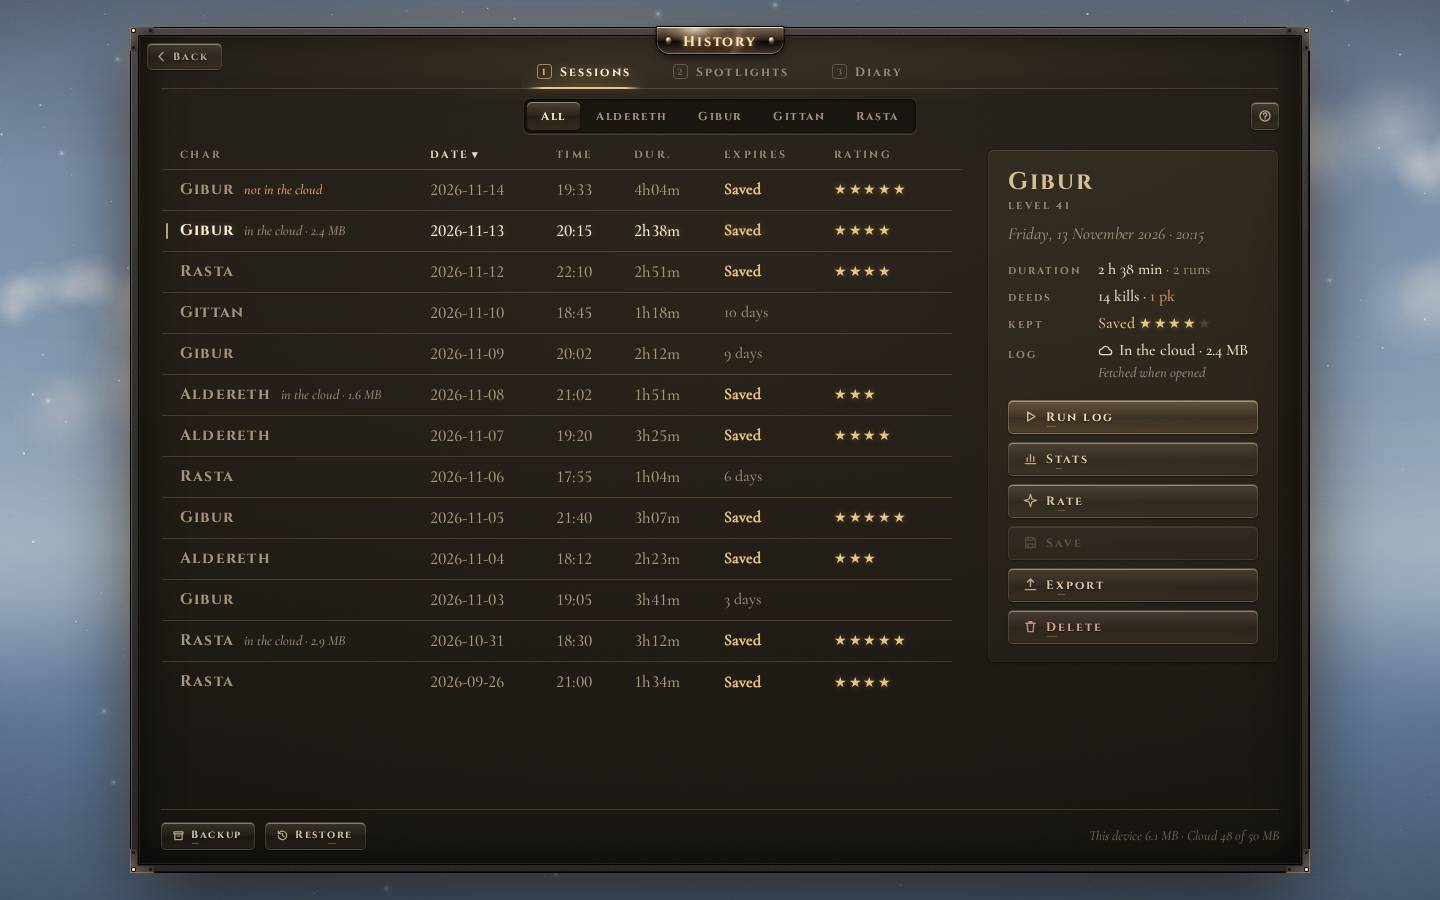 HISTORY
BACK
1 SESSIONS 2 SPOTLIGHTS 3 DIARY
ALL ALDERETH GIBUR GITTAN RASTA
CHAR DATE▼ TIME DUR. EXPIRES RATING
GIBUR not in the cloud 2026-11-14 19:33 4h04m Saved ★★★★★
GIBUR in the cloud · 2.4 MB 2026-11-13 20:15 2h38m Saved ★★★★
RASTA 2026-11-12 22:10 2h51m Saved ★★★★
GITTAN 2026-11-10 18:45 1h18m 10 days
GIBUR 2026-11-09 20:02 2h12m 9 days
ALDERETH in the cloud · 1.6 MB 2026-11-08 21:02 1h51m Saved ★★★
ALDERETH 2026-11-07 19:20 3h25m Saved ★★★★
RASTA 2026-11-06 17:55 1h04m 6 days
GIBUR 2026-11-05 21:40 3h07m Saved ★★★★★
ALDERETH 2026-11-04 18:12 2h23m Saved ★★★
GIBUR 2026-11-03 19:05 3h41m 3 days
RASTA in the cloud · 2.9 MB 2026-10-31 18:30 3h12m Saved ★★★★★
RASTA 2026-09-26 21:00 1h34m Saved ★★★★
GIBUR
LEVEL 41
Friday, 13 November 2026 · 20:15
DURATION 2 h 38 min · 2 runs
DEEDS 14 kills · 1 pk
KEPT Saved ★★★★★
LOG In the cloud · 2.4 MB
Fetched when opened
RUN LOG
STATS
RATE
SAVE
EXPORT
DELETE
BACKUP RESTORE
This device 6.1 MB · Cloud 48 of 50 MB